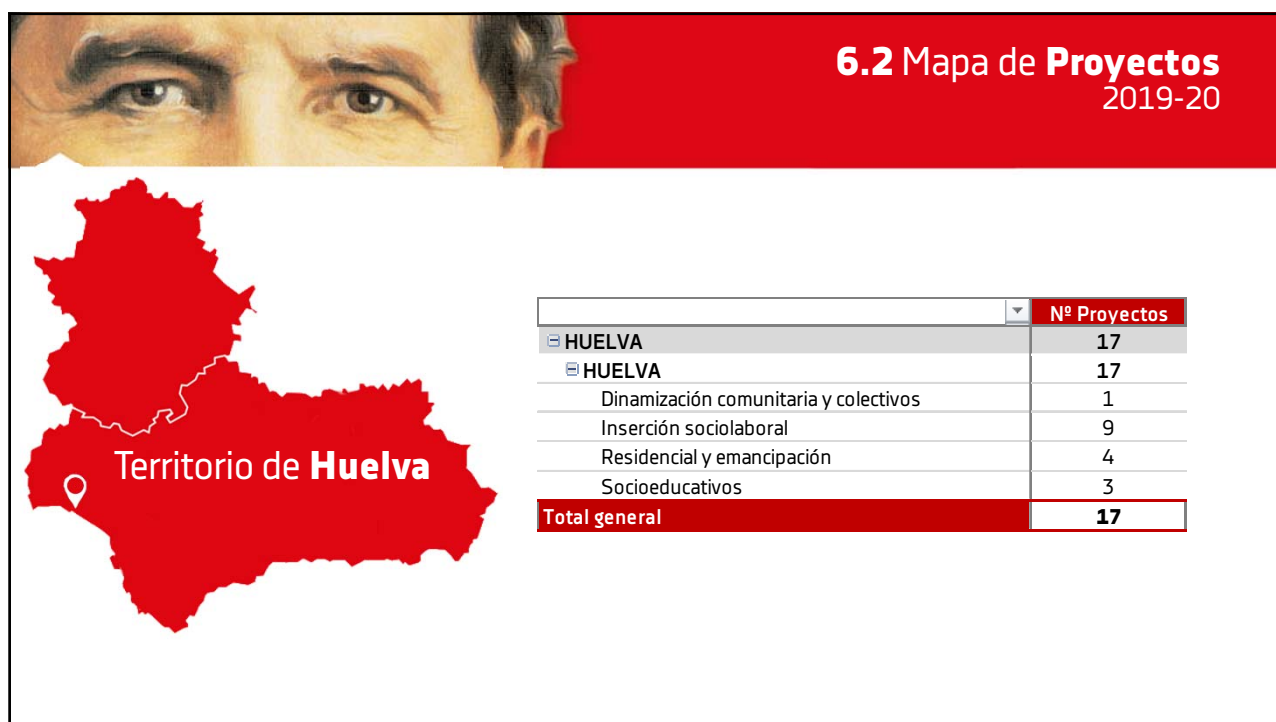 6.2 Mapa de Proyectos
2019-20
Territorio de Huelva
Nº Proyectos
HUELVA 17
HUELVA 17
Dinamización comunitaria y colectivos 1
Inserción sociolaboral 9
Residencial y emancipación 4
Socioeducativos 3
Total general 17